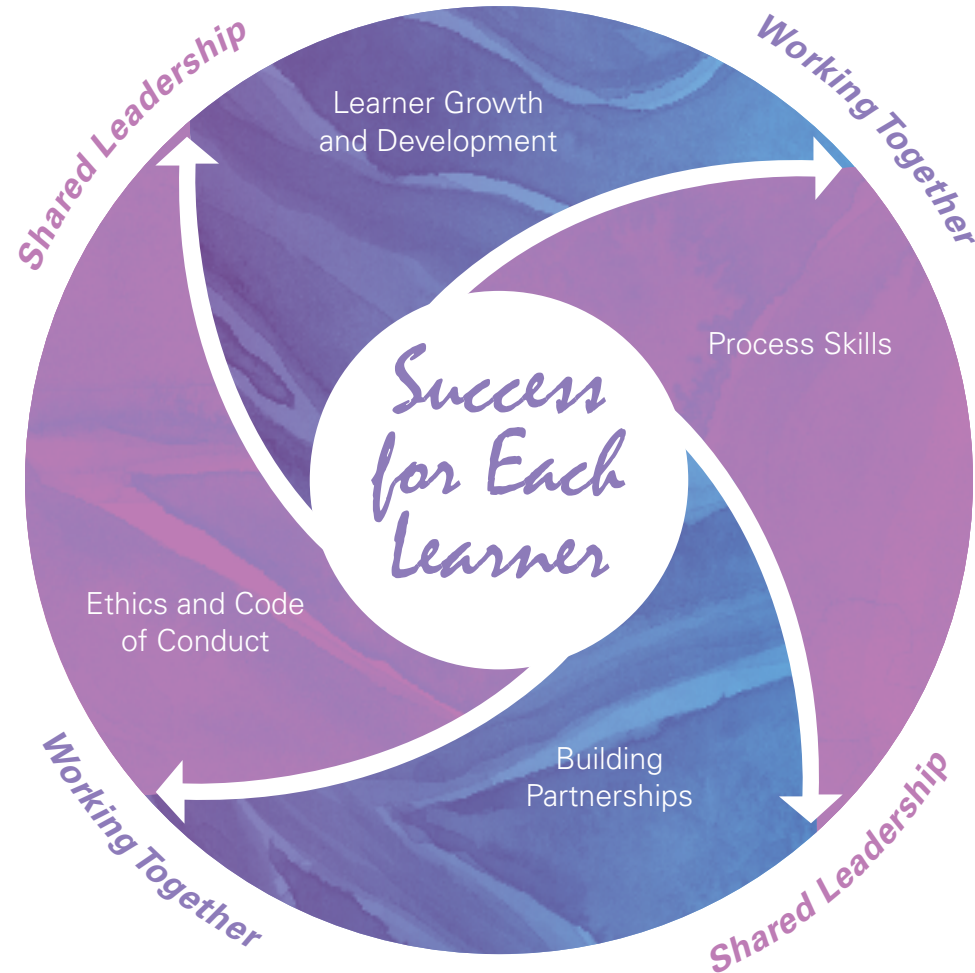 Shared Leadership
Working Together
Learner Growth
and Development
Process Skills
Success
for Each
Learner
Ethics and Code
of Conduct
Building
Partnerships
Working Together
Shared Leadership